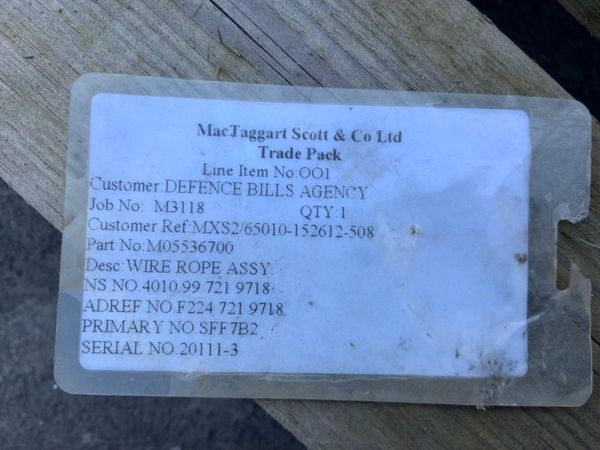 MacTaggart Scott & Co Ltd
Trade Pack
Line Item No:OO1
Customer:DEFENCE BILLS AGENCY
Job No: M3118 QTY:1
Customer Ref:MXS2/65010-152612-508
Part No:M05536700
Desc:WIRE ROPE ASSY.
NS NO.4010 99 721 9718
ADREF NO.F224 721 9718
PRIMARY NO.SFF7B2
SERIAL NO.20111-3